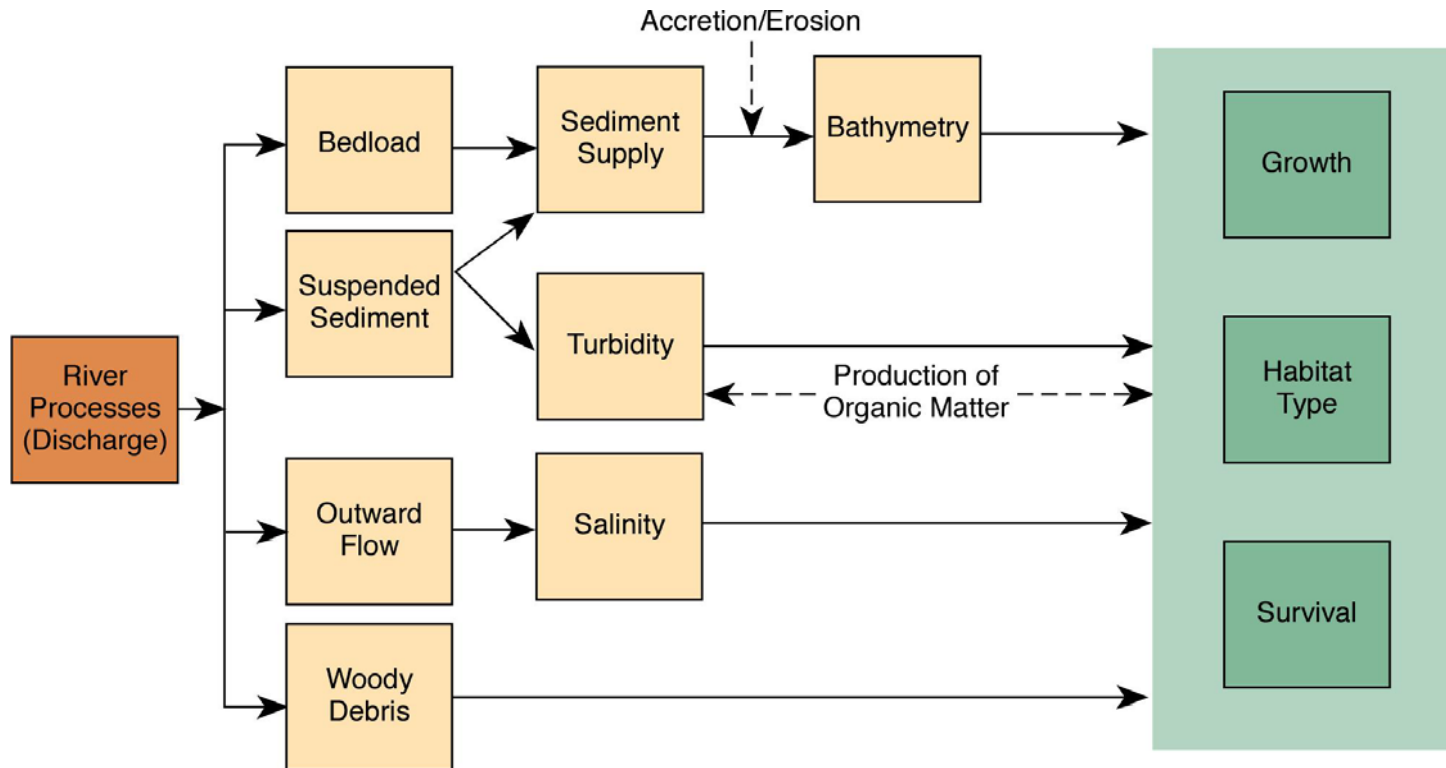 Accretion/Erosion
Bedload
Sediment
Supply
Bathymetry
Growth
Suspended
Sediment
Turbidity
River
Processes
(Discharge)
Production of
Organic Matter
Habitat
Type
Outward
Flow
Salinity
Survival
Woody
Debris